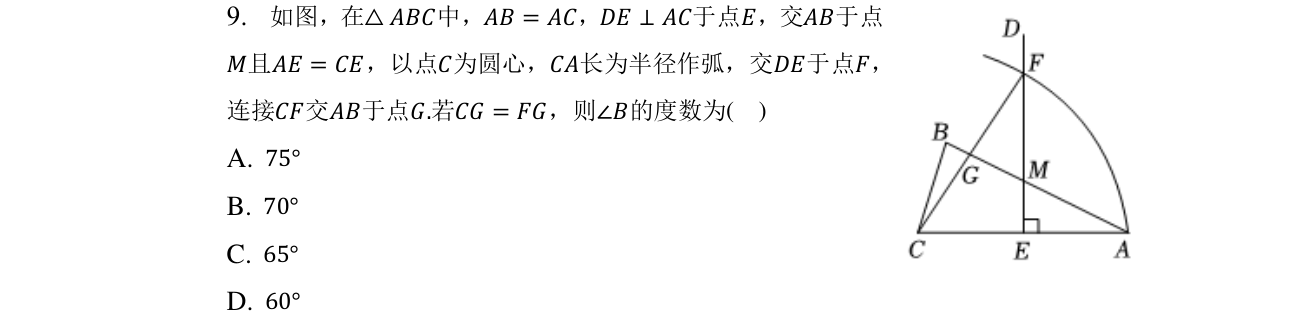 9. 如图，在△ ABC中，AB = AC，DE ⊥ AC于点E，交AB于点
M且AE = CE，以点C为圆心，CA长为半径作弧，交DE于点F，
连接CF交AB于点G.若CG = FG，则∠B的度数为( )
A. 75°
B. 70°
C. 65°
D. 60°
D
F
B
G
M
C
E
A